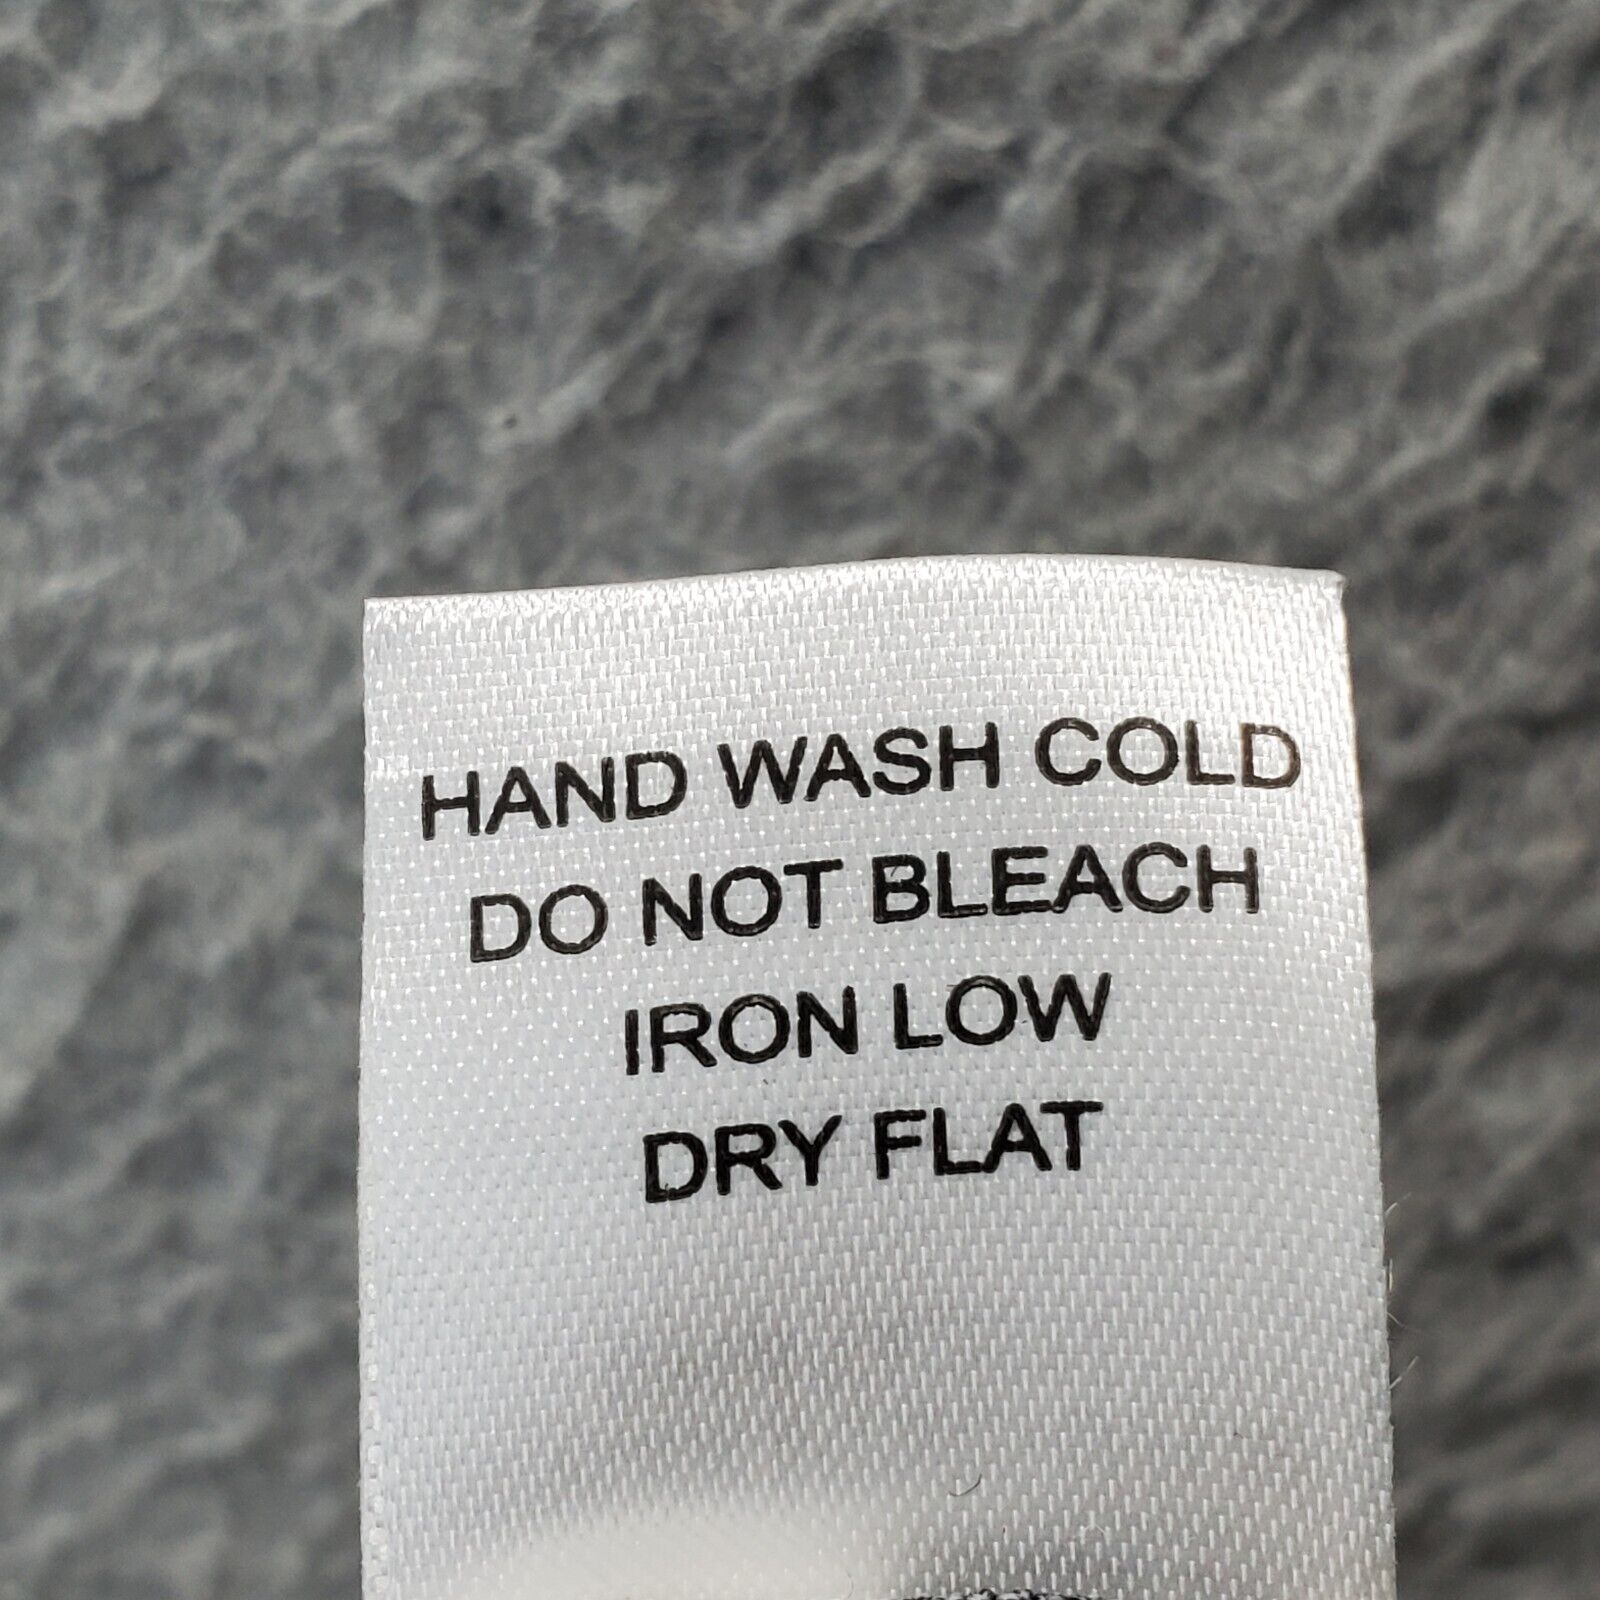 HAND WASH COLD
DO NOT BLEACH
IRON LOW
DRY FLAT